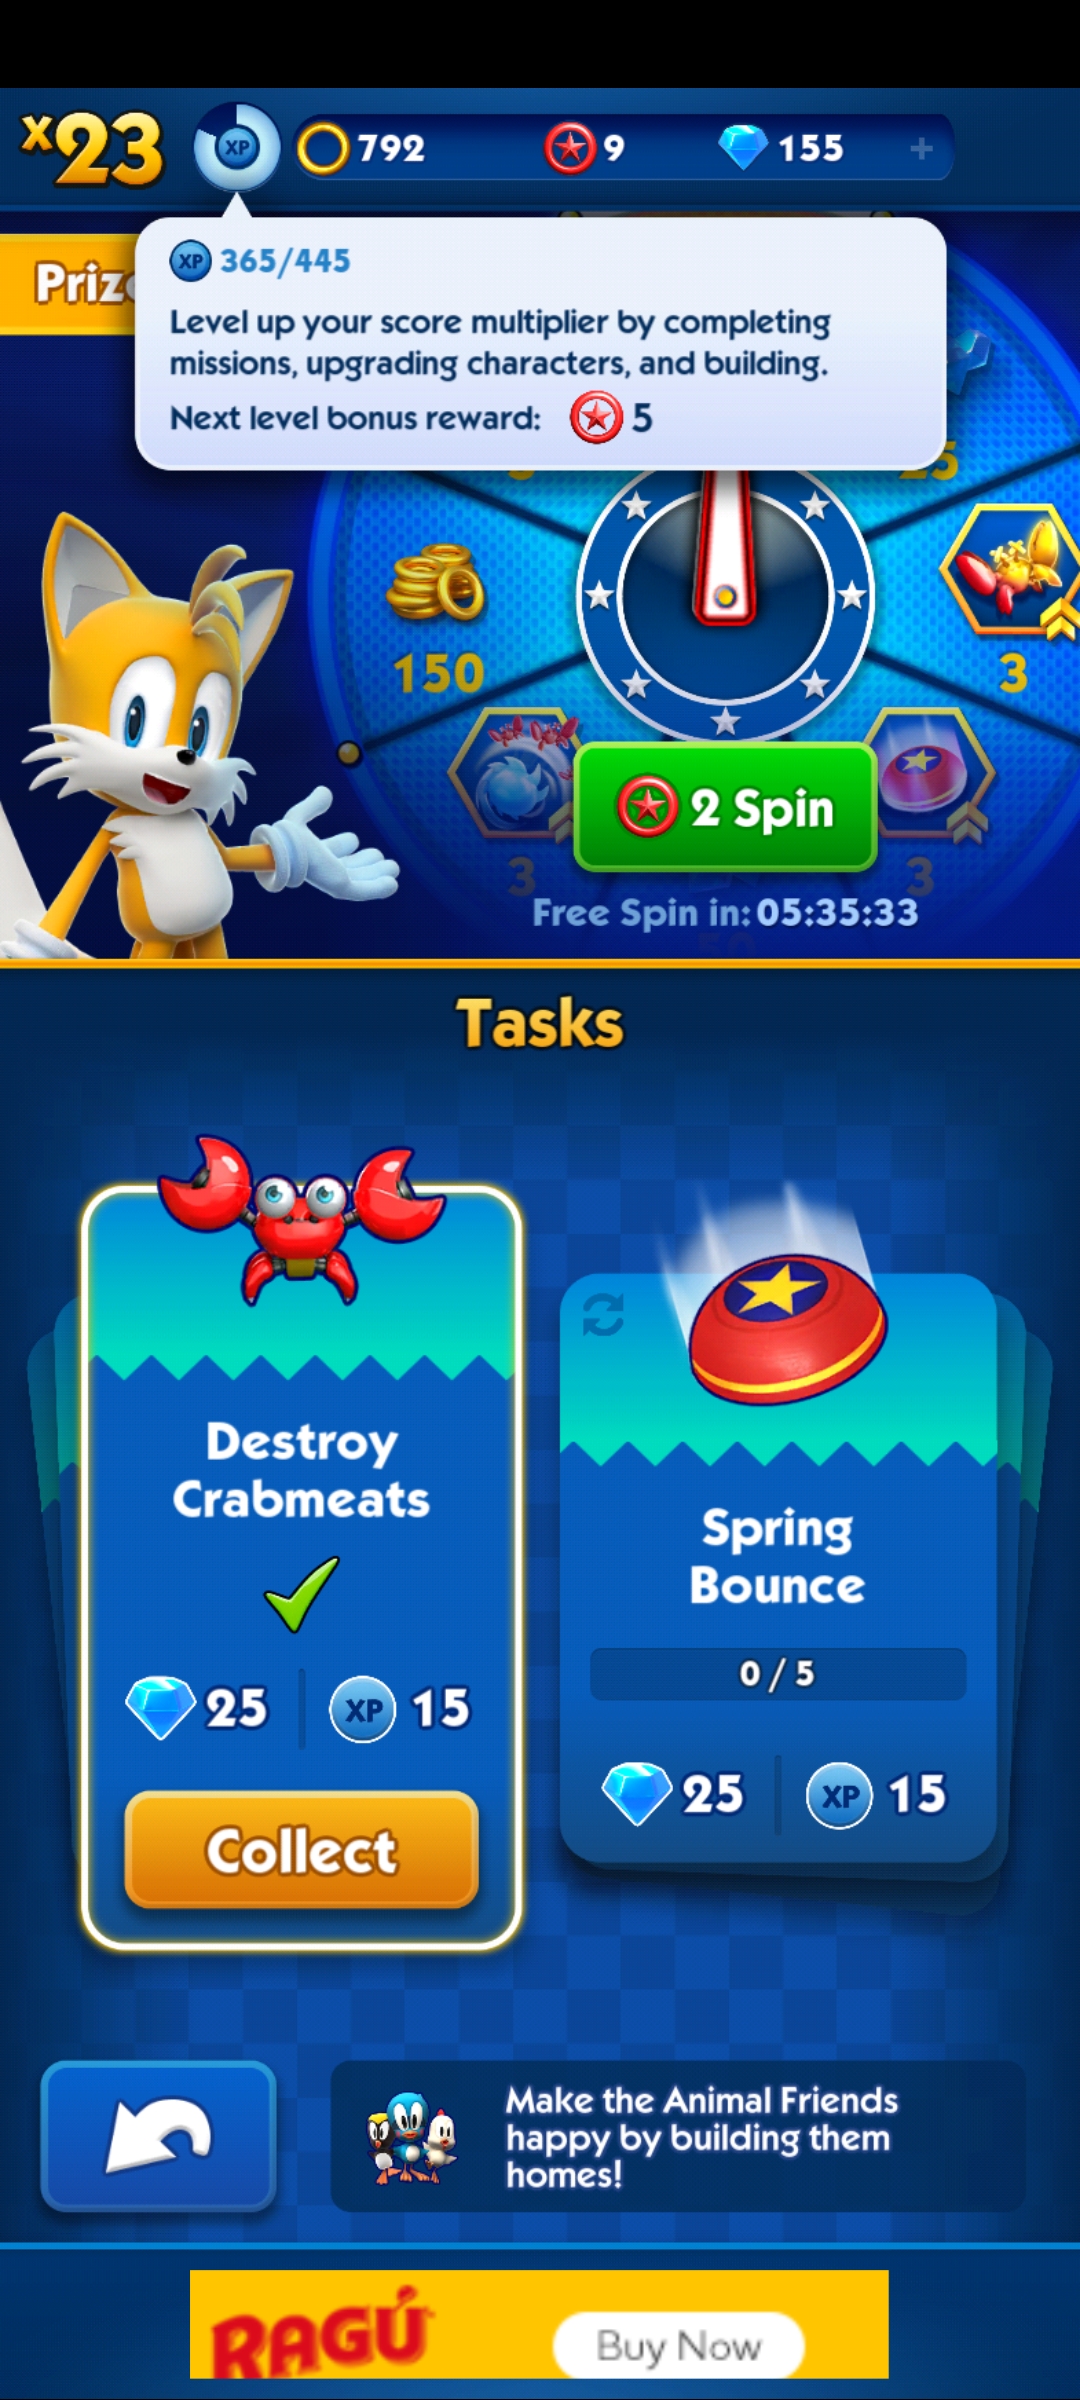 x23
XP
792
9
155
+
Priz
XP 365/445
Level up your score multiplier by completing
missions, upgrading characters, and building.
Next level bonus reward: 5
25
150
3
2 Spin
3
3
Free Spin in: 05:35:33
Tasks
Destroy
Crabmeats
25
XP 15
Collect
Spring
Bounce
0 / 5
25
XP 15
Make the Animal Friends
happy by building them
homes!
RAGÚ
Buy Now